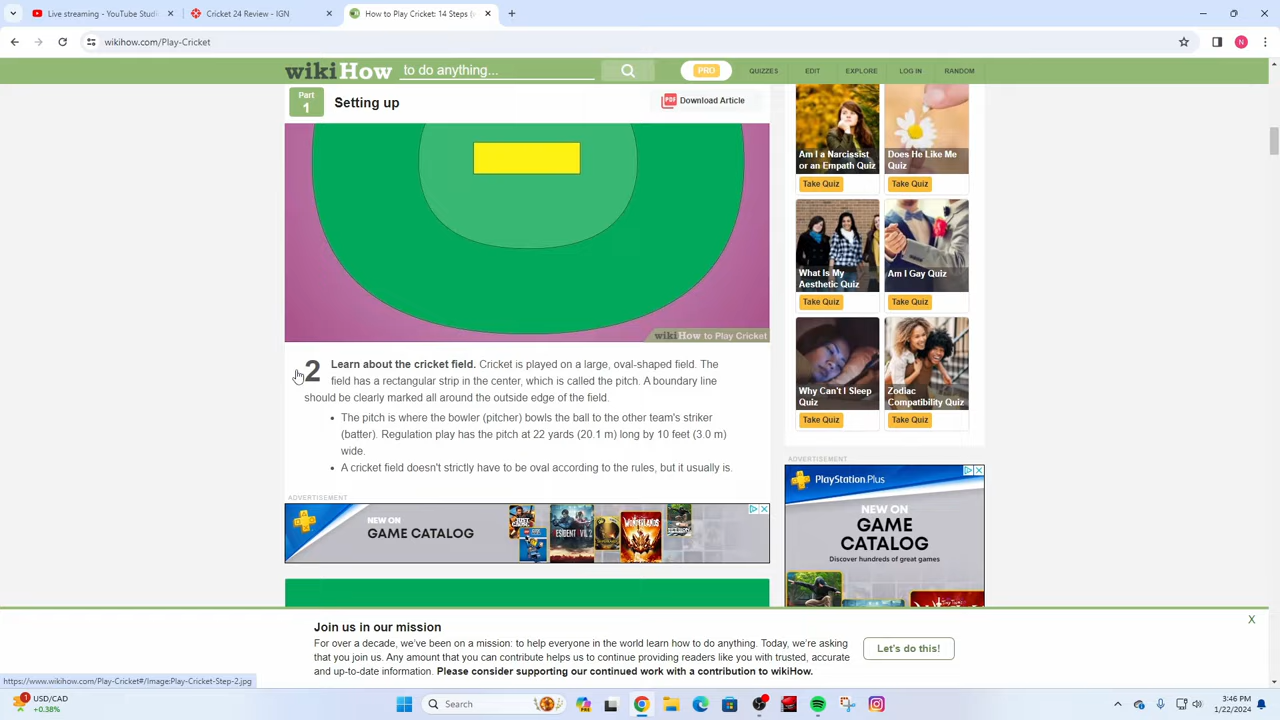 Live streaming - YouTube Studi
Cricket 24 Review - IGN
How to Play Cricket: 14 Steps (
wikihow.com/Play-Cricket
N
wikiHow to do anything...
PRO
QUIZZES
EDIT
EXPLORE
LOG IN
RANDOM
Part
1
Setting up
PDF
Download Article
wikiHow to Play Cricket
2
Learn about the cricket field. Cricket is played on a large, oval-shaped field. The
field has a rectangular strip in the center, which is called the pitch. A boundary line
should be clearly marked all around the outside edge of the field.
• The pitch is where the bowler (pitcher) bowls the ball to the other team's striker
(batter). Regulation play has the pitch at 22 yards (20.1 m) long by 10 feet (3.0 m)
wide.
• A cricket field doesn't strictly have to be oval according to the rules, but it usually is.
ADVERTISEMENT
NEW ON
GAME CATALOG
Am I a Narcissist
or an Empath Quiz
Take Quiz
Does He Like Me
Quiz
Take Quiz
What Is My
Aesthetic Quiz
Take Quiz
Am I Gay Quiz
Take Quiz
Why Can't I Sleep
Quiz
Take Quiz
Zodiac
Compatibility Quiz
Take Quiz
ADVERTISEMENT
PlayStation.Plus
NEW ON
GAME
CATALOG
Discover hundreds of great games
Join us in our mission
X
For over a decade, we've been on a mission: to help everyone in the world learn how to do anything. Today, we're asking
that you join us. Any amount that you can contribute helps us to continue providing readers like you with trusted, accurate
and up-to-date information. Please consider supporting our continued work with a contribution to wikiHow.
Let's do this!
https://www.wikihow.com/Play-Cricket#/Image:Play-Cricket-Step-2.jpg
1
USD/CAD
+0.38%
Search
3:46 PM
1/22/2024